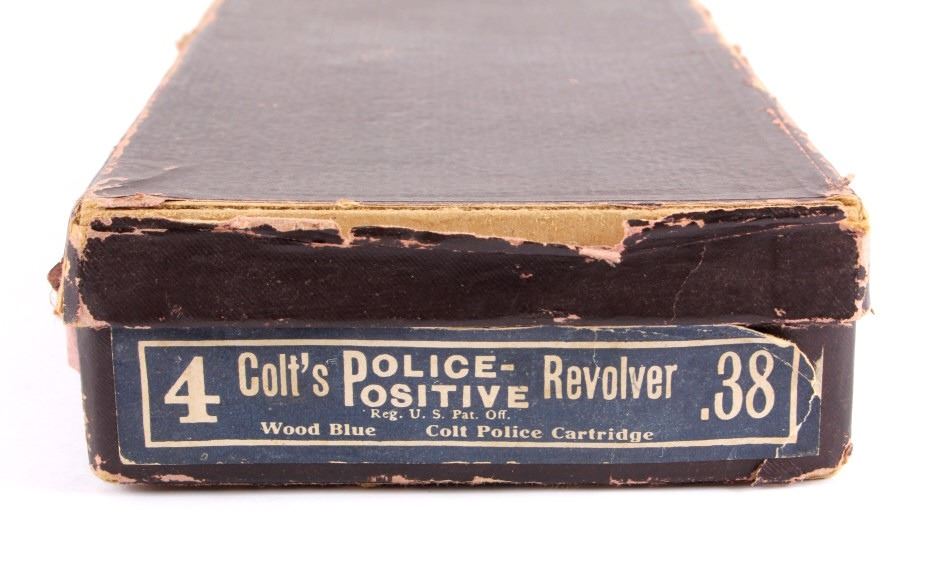 4 Colt's POLICE-POSITIVE Revolver .38
Reg. U. S. Pat. Off.
Wood Blue Colt Police Cartridge